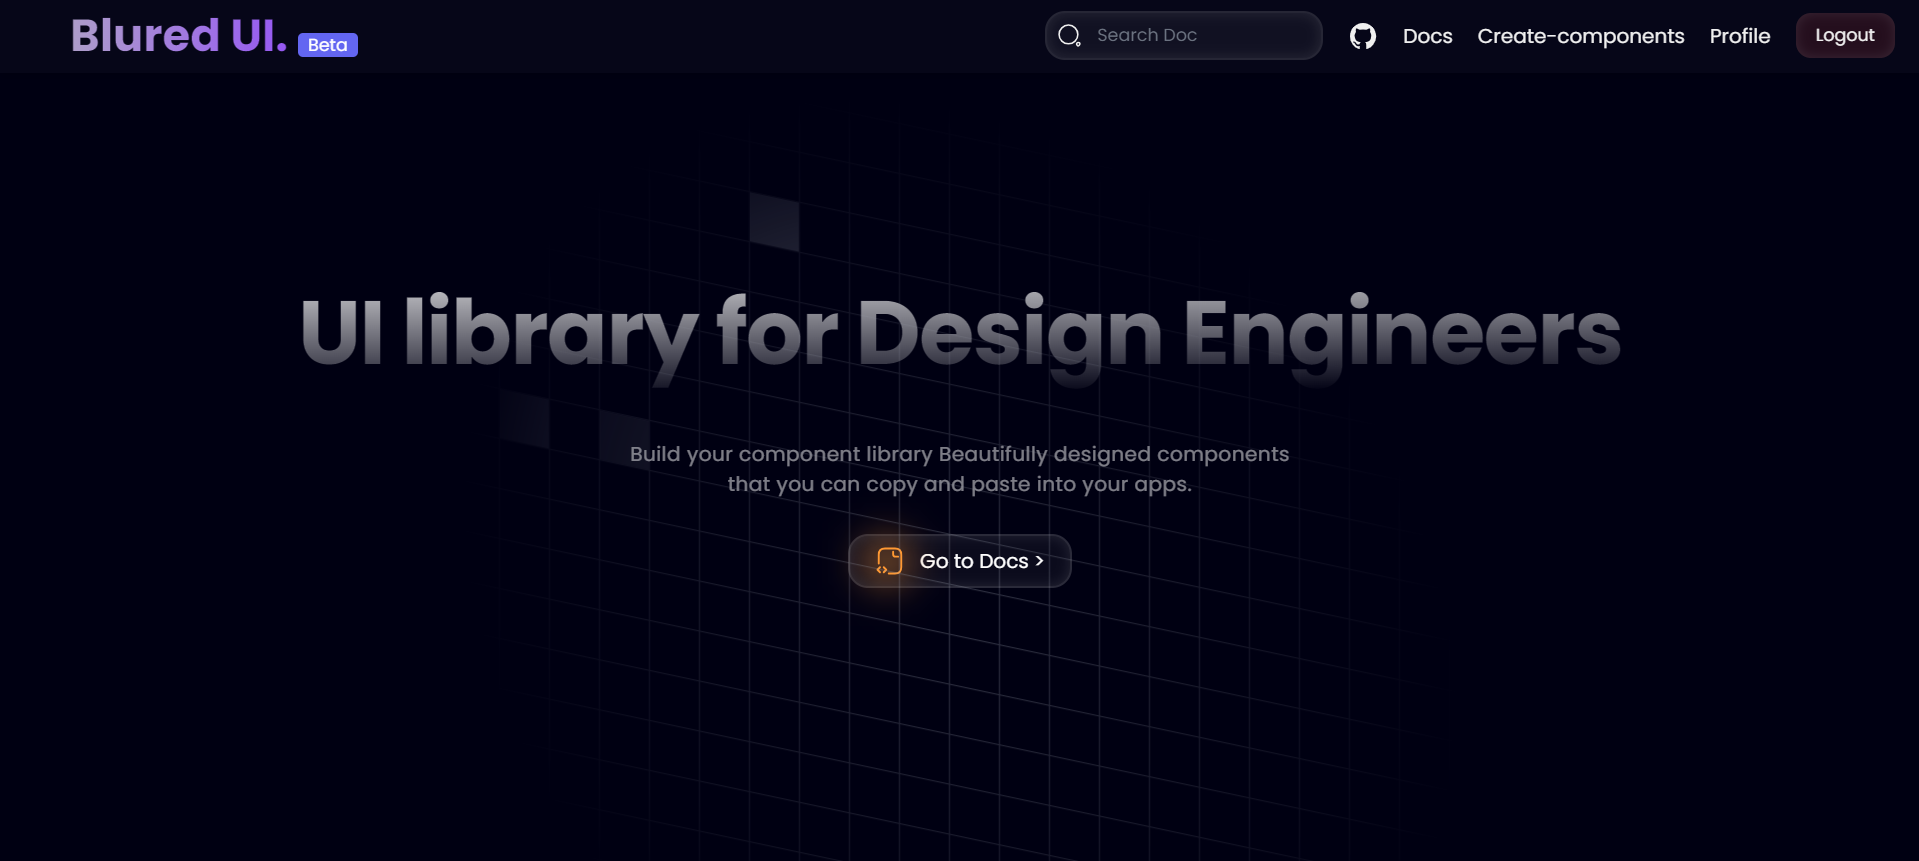 Blured UI.
Beta
Search Doc
Docs
Create-components
Profile
Logout
UI library for Design Engineers
Build your component library Beautifully designed components
that you can copy and paste into your apps.
Go to Docs >